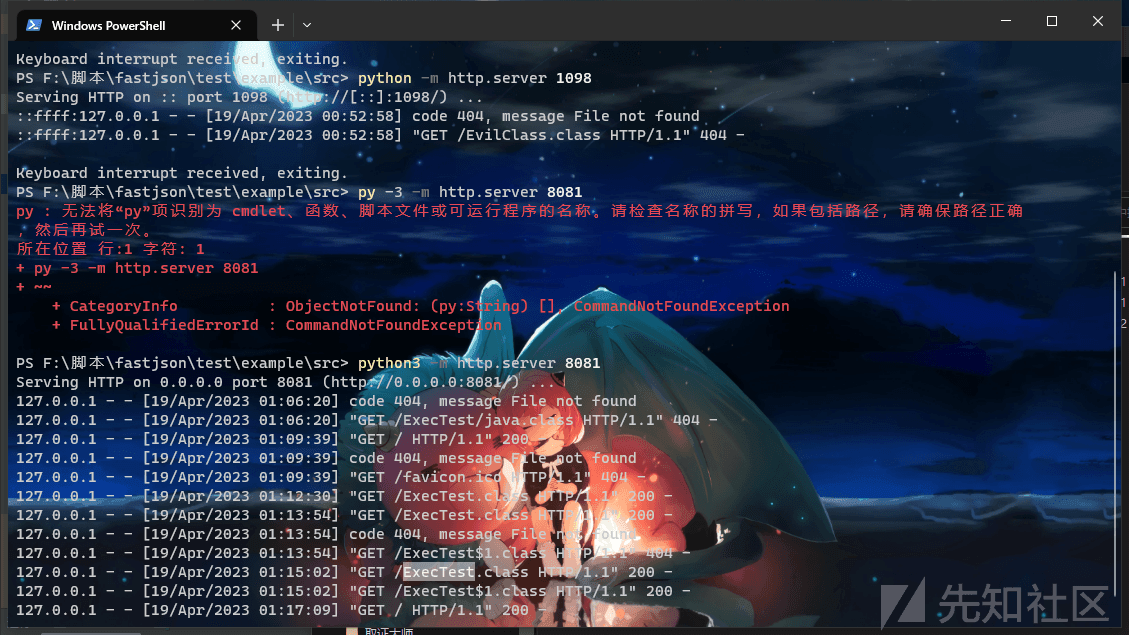 Windows PowerShell
Keyboard interrupt received, exiting.
PS F:\脚本\fastjson\test\example\src> python -m http.server 1098
Serving HTTP on :: port 1098 (http://[::]:1098/) ...
::ffff:127.0.0.1 - - [19/Apr/2023 00:52:58] code 404, message File not found
::ffff:127.0.0.1 - - [19/Apr/2023 00:52:58] "GET /EvilClass.class HTTP/1.1" 404 -
Keyboard interrupt received, exiting.
PS F:\脚本\fastjson\test\example\src> py -3 -m http.server 8081
py : 无法将“py”项识别为 cmdlet、函数、脚本文件或可运行程序的名称。请检查名称的拼写，如果包括路径，请确保路径正确
，然后再试一次。
所在位置 行:1 字符: 1
+ py -3 -m http.server 8081
+ ~~
+ CategoryInfo : ObjectNotFound: (py:String) [], CommandNotFoundException
+ FullyQualifiedErrorId : CommandNotFoundException
PS F:\脚本\fastjson\test\example\src> python3 -m http.server 8081
Serving HTTP on 0.0.0.0 port 8081 (http://0.0.0.0:8081/) ...
127.0.0.1 - - [19/Apr/2023 01:06:20] code 404, message File not found
127.0.0.1 - - [19/Apr/2023 01:06:20] "GET /ExecTest/java.class HTTP/1.1" 404 -
127.0.0.1 - - [19/Apr/2023 01:09:39] "GET / HTTP/1.1" 200 -
127.0.0.1 - - [19/Apr/2023 01:09:39] code 404, message File not found
127.0.0.1 - - [19/Apr/2023 01:09:39] "GET /favicon.ico HTTP/1.1" 404 -
127.0.0.1 - - [19/Apr/2023 01:12:30] "GET /ExecTest.class HTTP/1.1" 200 -
127.0.0.1 - - [19/Apr/2023 01:13:54] "GET /ExecTest.class HTTP/1.1" 200 -
127.0.0.1 - - [19/Apr/2023 01:13:54] code 404, message File not found
127.0.0.1 - - [19/Apr/2023 01:13:54] "GET /ExecTest$1.class HTTP/1.1" 404 -
127.0.0.1 - - [19/Apr/2023 01:15:02] "GET /ExecTest.class HTTP/1.1" 200 -
127.0.0.1 - - [19/Apr/2023 01:15:02] "GET /ExecTest$1.class HTTP/1.1" 200 -
127.0.0.1 - - [19/Apr/2023 01:17:09] "GET / HTTP/1.1" 200 -
先知社区